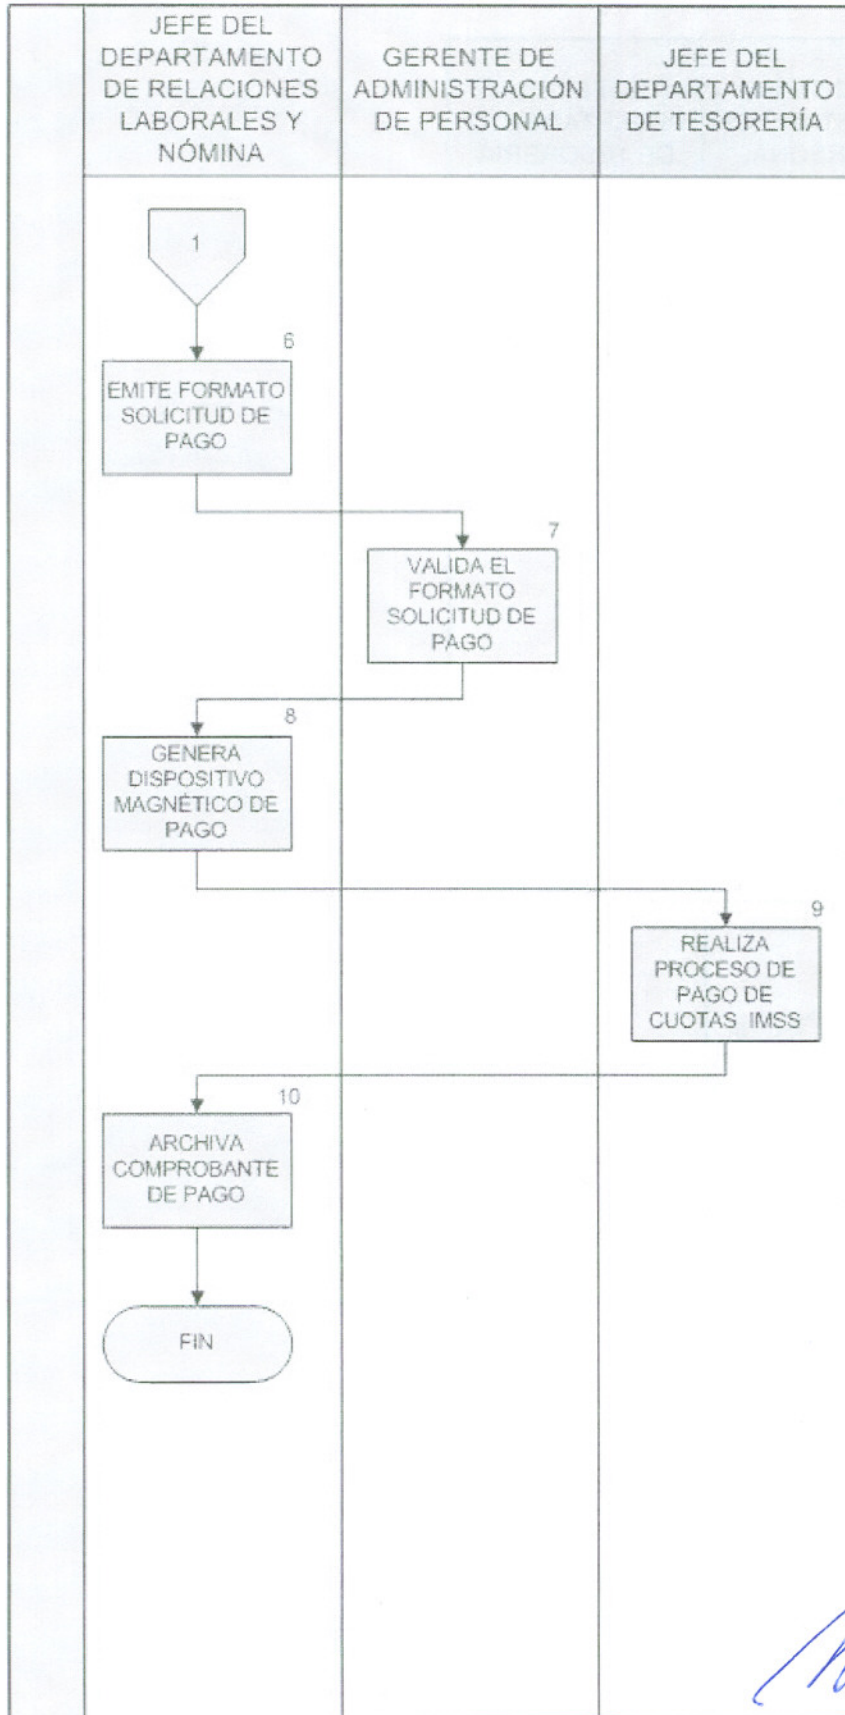 JEFE DEL
DEPARTAMENTO
DE RELACIONES
LABORALES Y
NÓMINA
GERENTE DE
ADMINISTRACIÓN
DE PERSONAL
JEFE DEL
DEPARTAMENTO
DE TESORERÍA
1
6
EMITE FORMATO
SOLICITUD DE
PAGO
7
VALIDA EL
FORMATO
SOLICITUD DE
PAGO
8
GENERA
DISPOSITIVO
MAGNÉTICO DE
PAGO
9
REALIZA
PROCESO DE
PAGO DE
CUOTAS IMSS
10
ARCHIVA
COMPROBANTE
DE PAGO
FIN